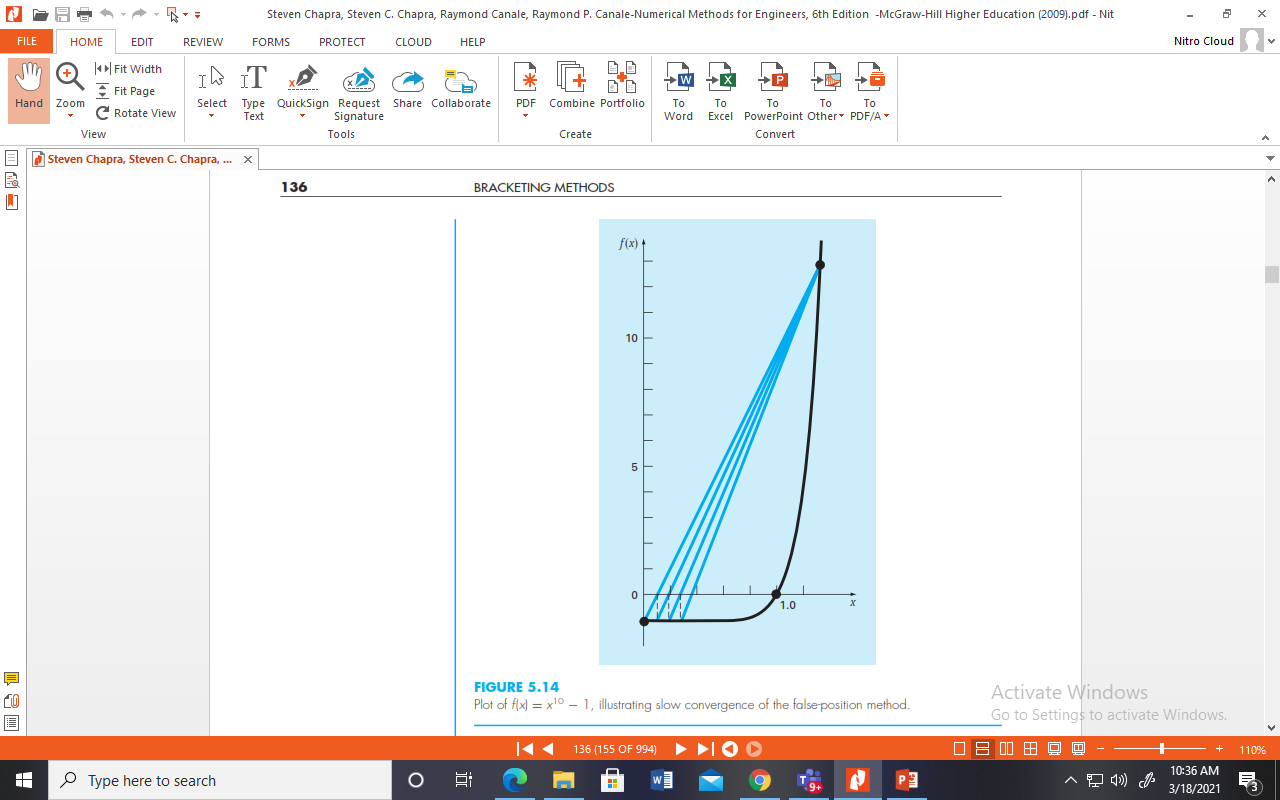 Steven Chapra, Steven C. Chapra, Raymond Canale, Raymond P. Canale-Numerical Methods for Engineers, 6th Edition -McGraw-Hill Higher Education (2009).pdf - Nit
FILE HOME EDIT REVIEW FORMS PROTECT CLOUD HELP Nitro Cloud
Hand Zoom Fit Width Fit Page Rotate View
View
Select Type Text QuickSign Request Signature Share Collaborate
Tools
PDF Combine Portfolio
Create
To Word To Excel To PowerPoint To Other To PDF/A
Convert
Steven Chapra, Steven C. Chapra, ...
136 BRACKETING METHODS
f(x)
10
5
0
1.0
x
FIGURE 5.14
Plot of f(x) = x¹⁰ − 1, illustrating slow convergence of the false-position method.
Activate Windows
Go to Settings to activate Windows.
136 (155 OF 994) 110%
Type here to search
9+
10:36 AM
3/18/2021
3